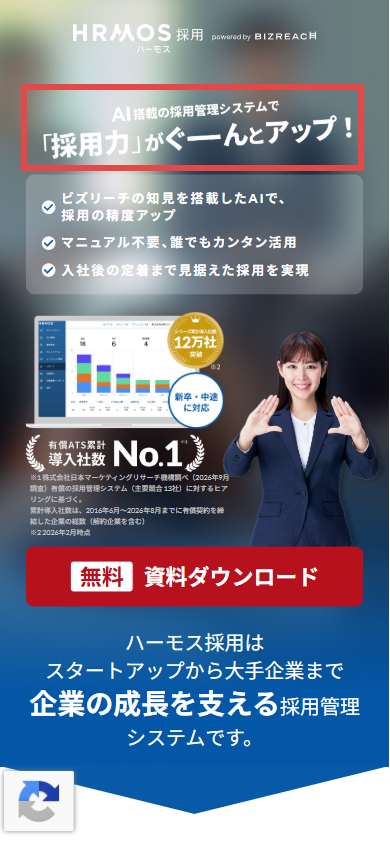 HRMOS採用 powered by BIZREACH
ハーモス
AI搭載の採用管理システムで
「採用力」がぐーんとアップ！
ビズリーチの知見を搭載したAIで、
採用の精度アップ
マニュアル不要、誰でもカンタン活用
入社後の定着まで見据えた採用を実現
シリーズ累計導入社数
12万社
突破
※2
新卒・中途
に対応
有償ATS累計
導入社数 No.1 ※1
※1 株式会社日本マーケティングリサーチ機構調べ（2026年9月
調査）有償の採用管理システム（主要競合13社）に対するヒア
リングに基づく。
累計導入社数は、2016年6月〜2026年8月までに有償契約を締
結した企業の総数（解約企業を含む）
※2 2026年2月時点
無料 資料ダウンロード
ハーモス採用は
スタートアップから大手企業まで
企業の成長を支える採用管理
システムです。